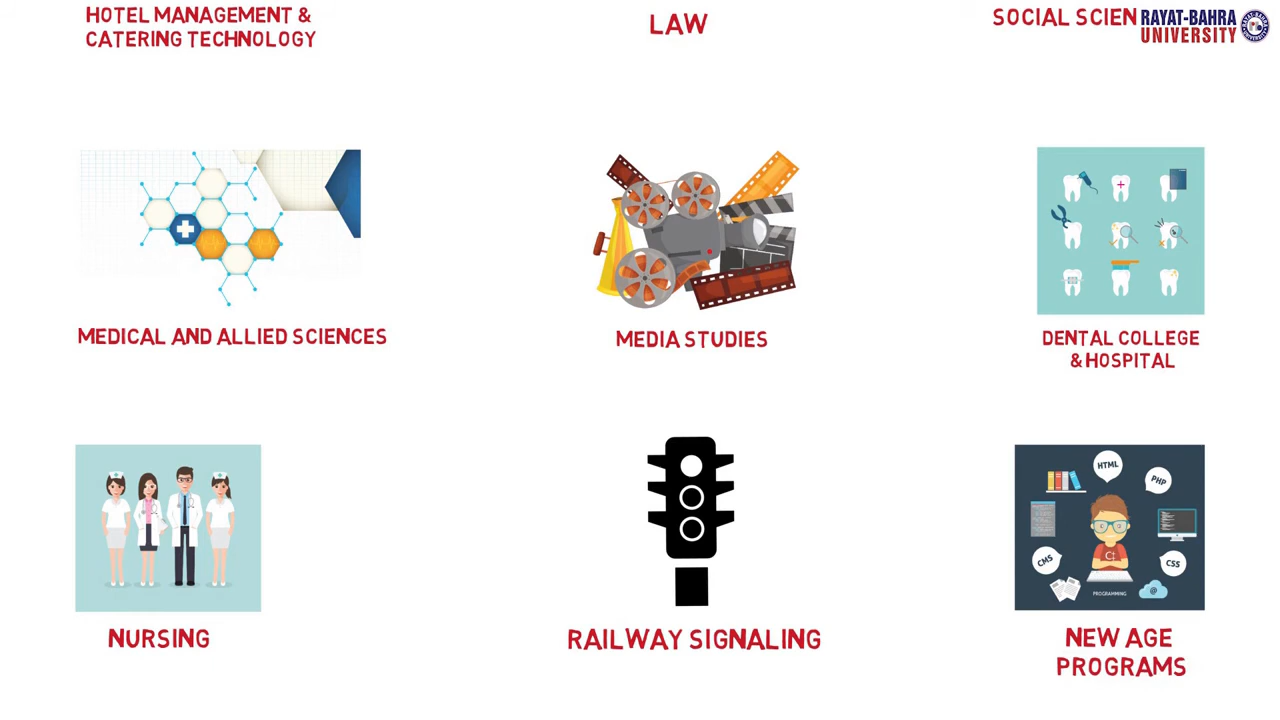 HOTEL MANAGEMENT &
CATERING TECHNOLOGY
LAW
SOCIAL SCIEN
RAYAT-BAHRA
UNIVERSITY
MEDICAL AND ALLIED SCIENCES
MEDIA STUDIES
DENTAL COLLEGE
& HOSPITAL
HTML
PHP
CMS
CSS
C+
@
PROGRAMMING
NURSING
RAILWAY SIGNALING
NEW AGE
PROGRAMS